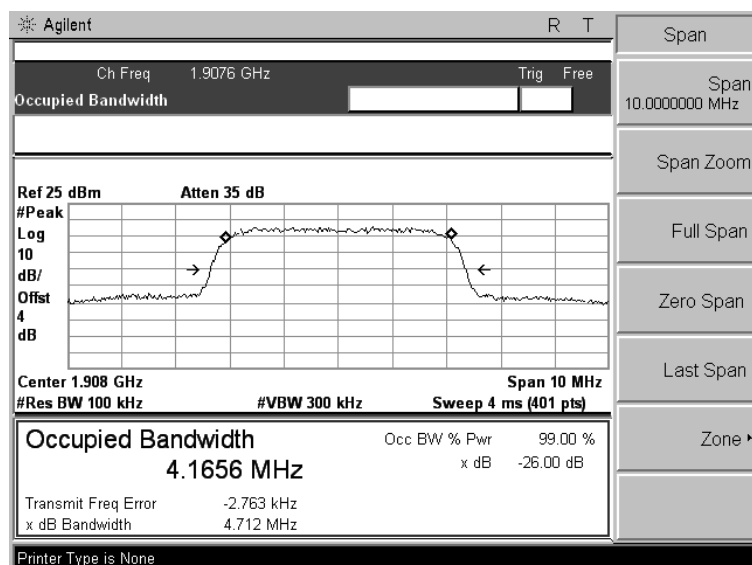 Agilent R T
Span
Ch Freq 1.9076 GHz Trig Free
Occupied Bandwidth
Span
10.0000000 MHz
Span Zoom
Ref 25 dBm Atten 35 dB
#Peak
Log
10
dB/
Offst
4
dB
Full Span
Zero Span
Last Span
Center 1.908 GHz Span 10 MHz
#Res BW 100 kHz #VBW 300 kHz Sweep 4 ms (401 pts)
Occupied Bandwidth Occ BW % Pwr 99.00 %
4.1656 MHz x dB -26.00 dB
Zone
Transmit Freq Error -2.763 kHz
x dB Bandwidth 4.712 MHz
Printer Type is None